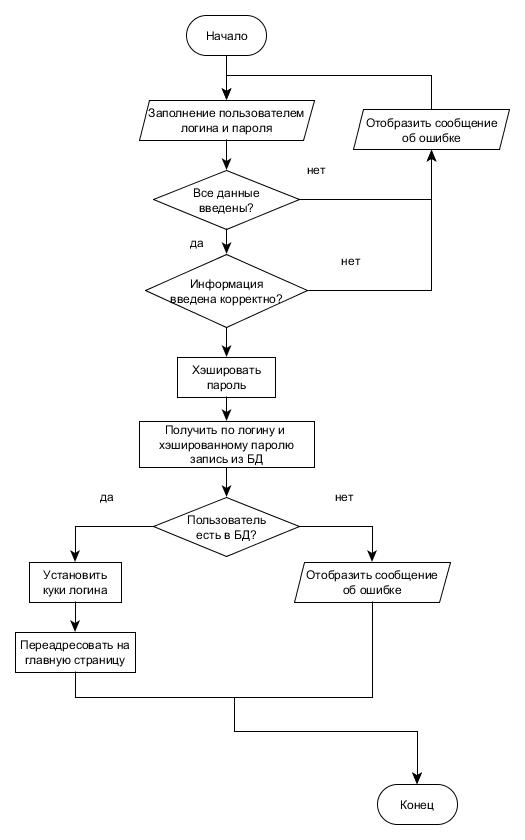 Начало
Заполнение пользователем
логина и пароля
Отобразить сообщение
об ошибке
нет
Все данные
введены?
да
нет
Информация
введена корректно?
Хэшировать
пароль
Получить по логину и
хэшированному паролю
запись из БД
да
нет
Пользователь
есть в БД?
Установить
куки логина
Отобразить сообщение
об ошибке
Переадресовать на
главную страницу
Конец